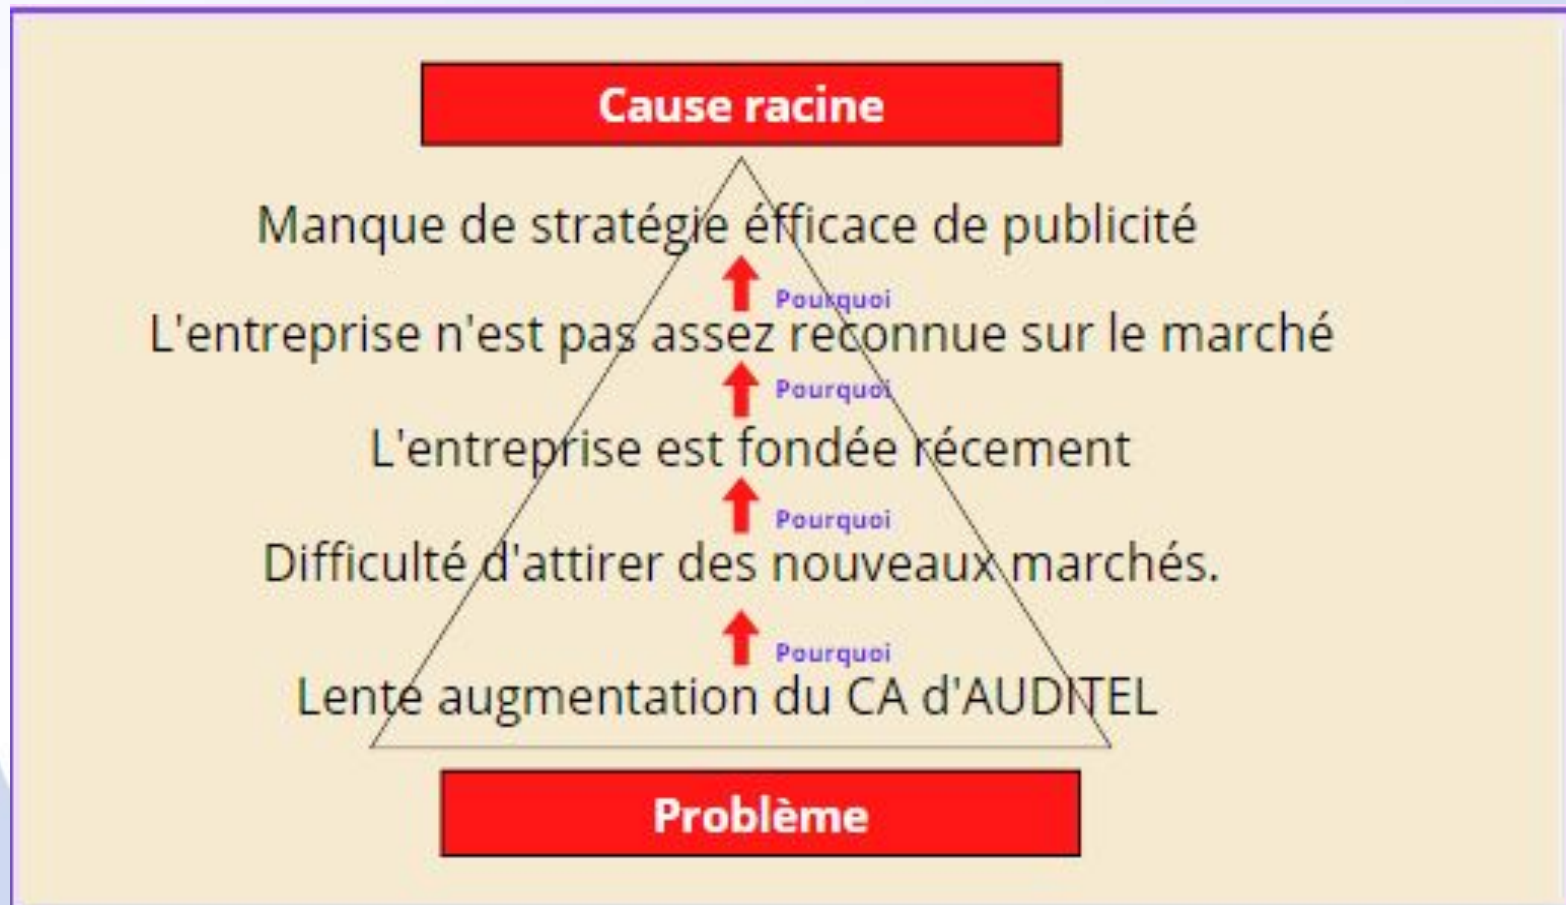 Cause racine
Manque de stratégie éfficace de publicité
Pourquoi
L'entreprise n'est pas assez reconnue sur le marché
Pourquoi
L'entreprise est fondée récement
Pourquoi
Difficulté d'attirer des nouveaux marchés.
Pourquoi
Lente augmentation du CA d'AUDITEL
Problème